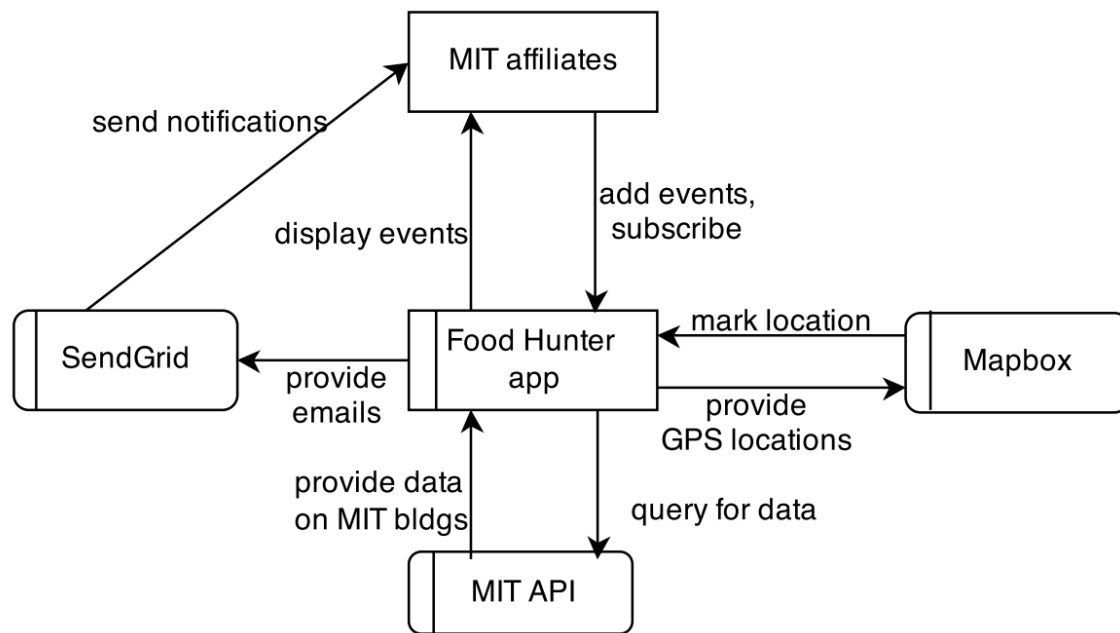 MIT affiliates
send notifications
add events,
subscribe
display events
SendGrid
provide
emails
Food Hunter
app
mark location
provide
GPS locations
Mapbox
provide data
on MIT bldgs
query for data
MIT API